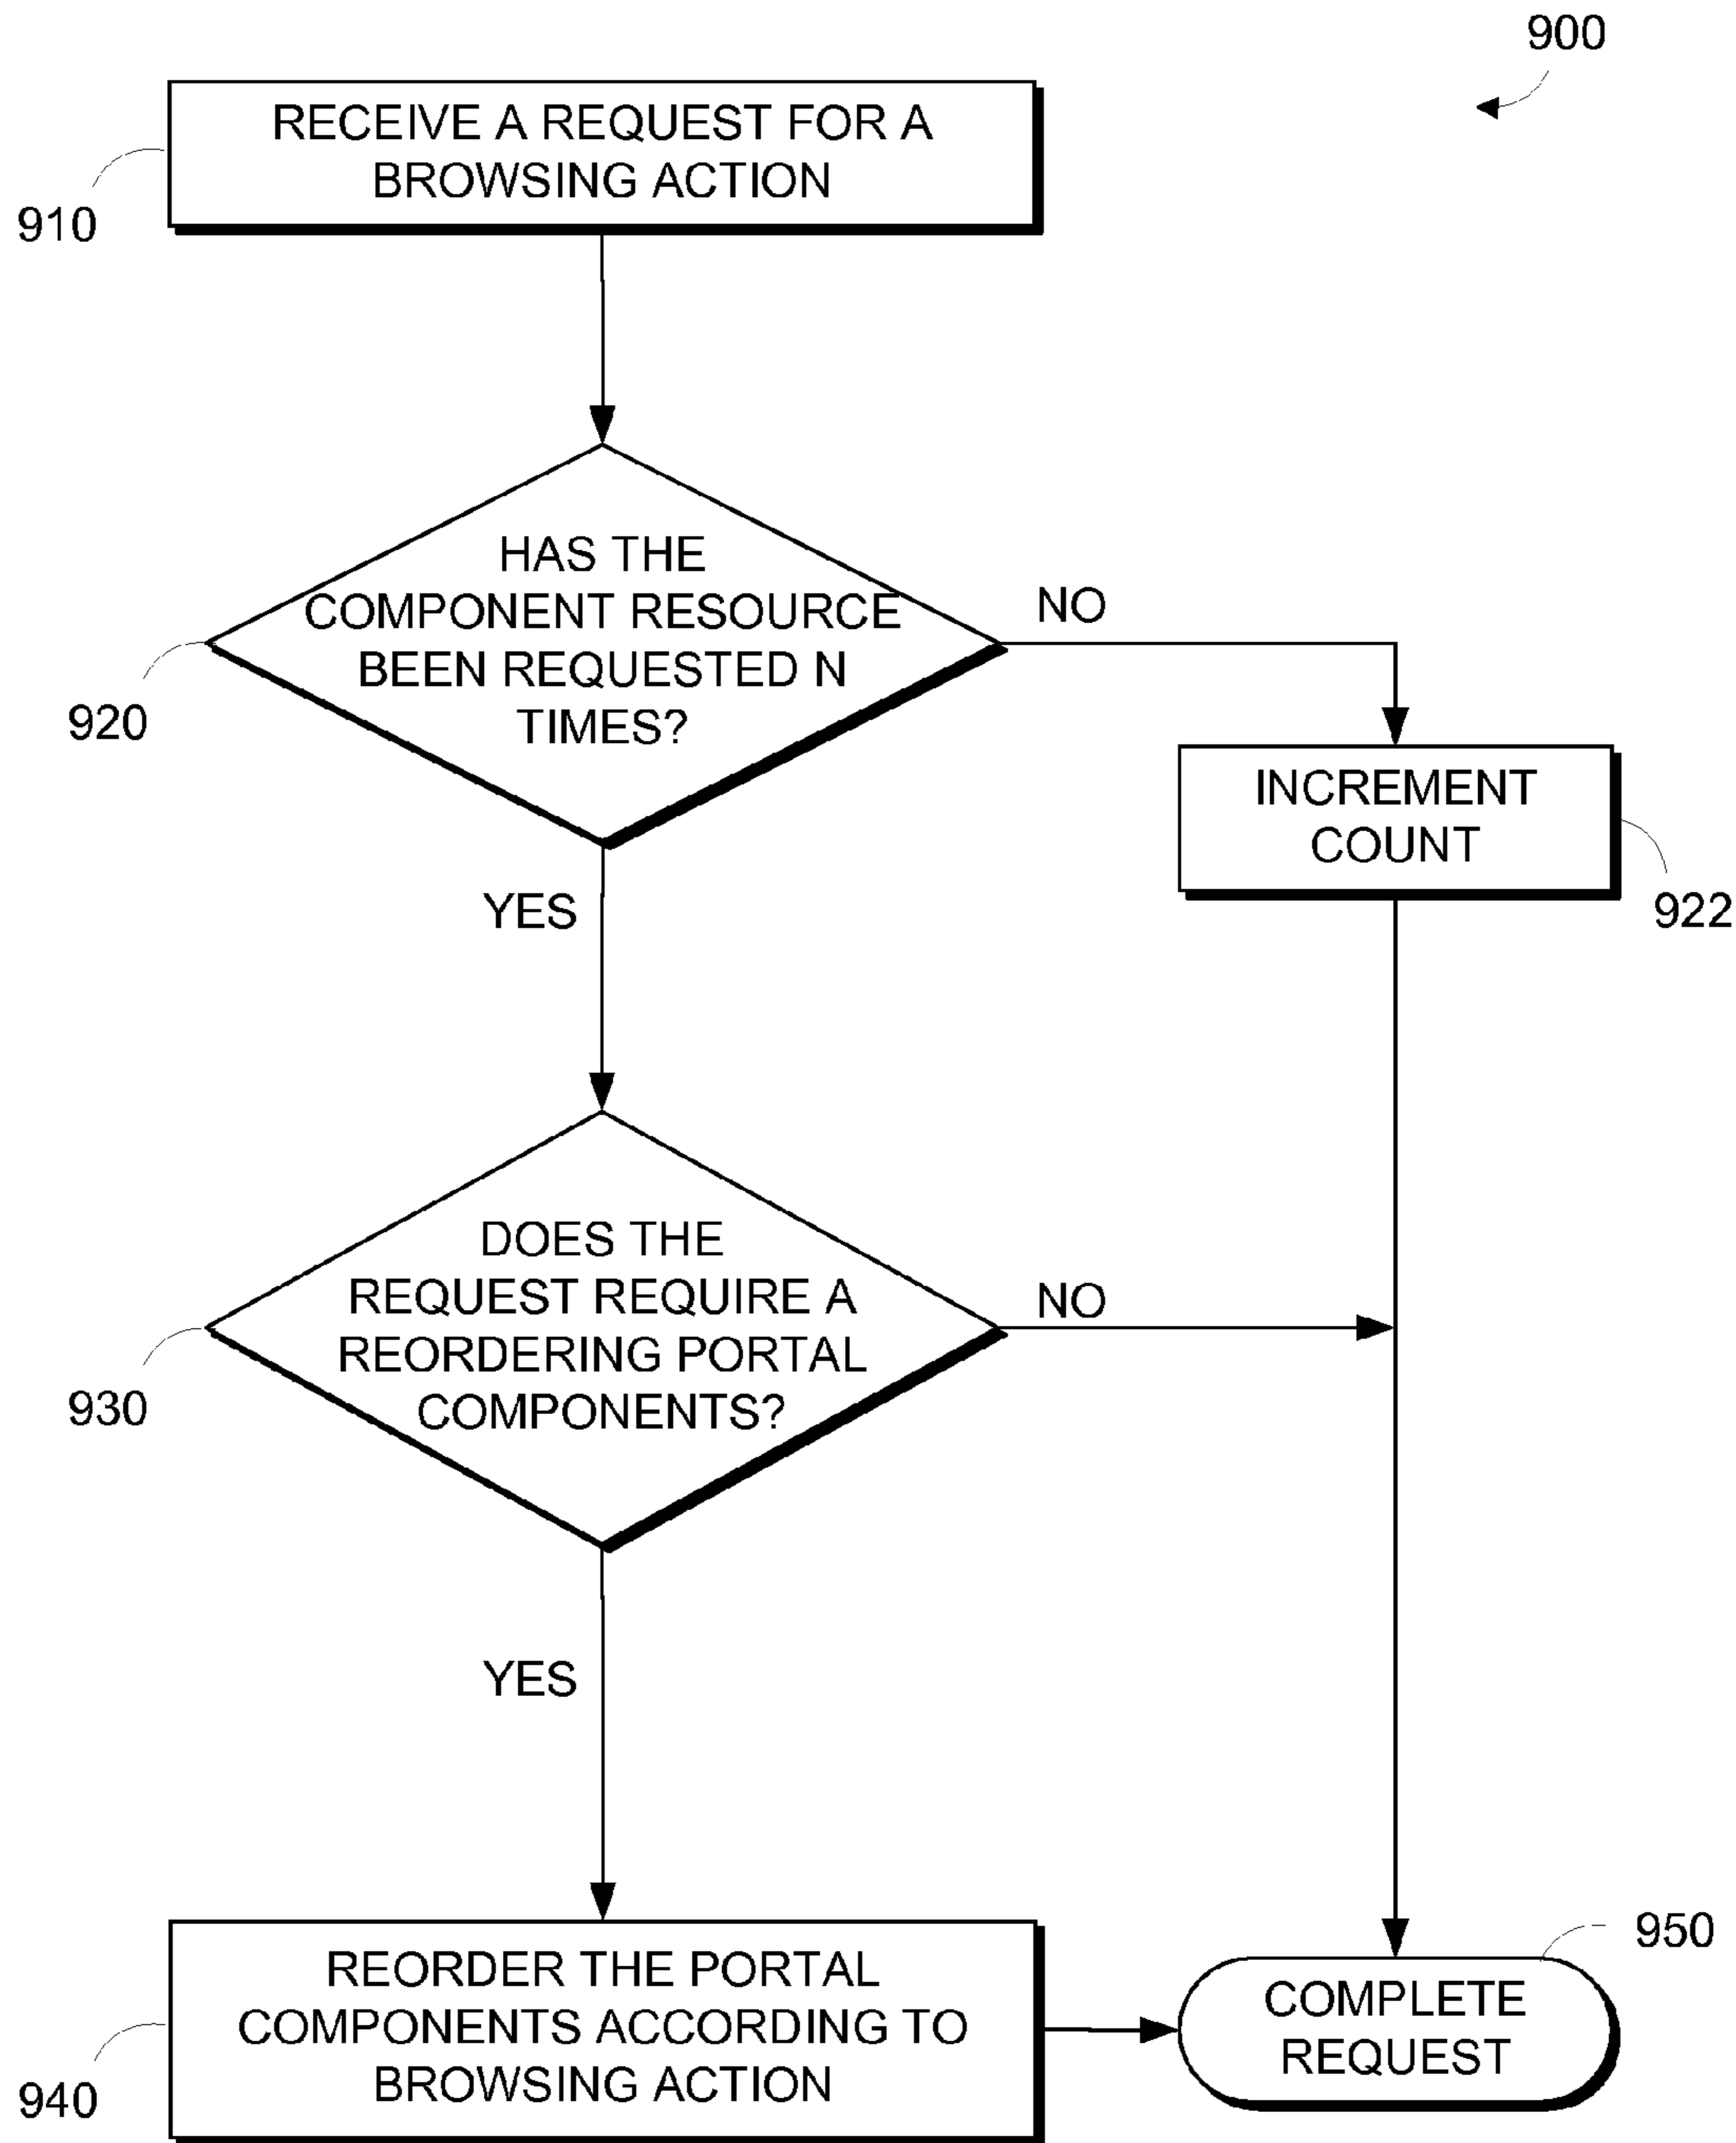 900
RECEIVE A REQUEST FOR A
BROWSING ACTION
910
HAS THE
COMPONENT RESOURCE
BEEN REQUESTED N
TIMES?
920
NO
INCREMENT
COUNT
922
YES
DOES THE
REQUEST REQUIRE A
REORDERING PORTAL
COMPONENTS?
930
NO
YES
REORDER THE PORTAL
COMPONENTS ACCORDING TO
BROWSING ACTION
940
950
COMPLETE
REQUEST